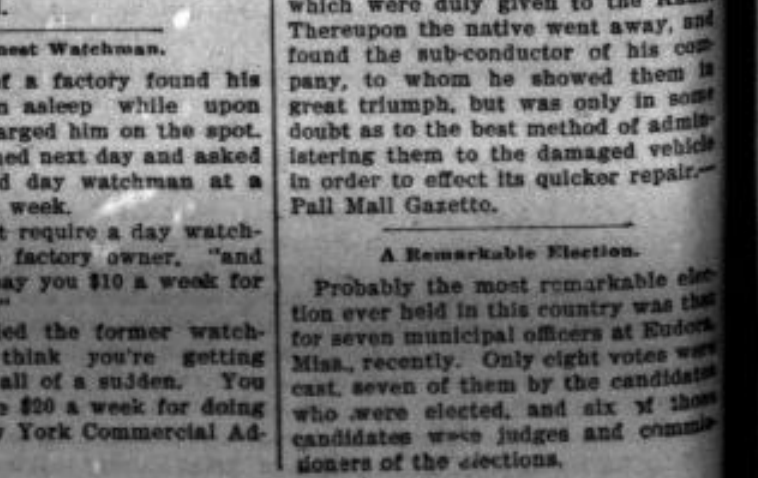 nest Watchman.
f a factory found his
n asleep while upon
arged him on the spot.
ned next day and asked
d day watchman at a
week.
t require a day watch-
factory owner, "and
ay you $10 a week for
"
ed the former watch-
think you're getting
all of a sudden. You
e $20 a week for doing
York Commercial Ad-
which were duly given to the
Thereupon the native went away, and
found the sub-conductor of his com-
pany, to whom he showed them in
great triumph, but was only in some
doubt as to the best method of admin-
istering them to the damaged vehicle
in order to effect its quicker repair.—
Pall Mall Gazette.
A Remarkable Election.
Probably the most remarkable elec-
tion ever held in this country was that
for seven municipal officers at Eudora,
Miss., recently. Only eight votes were
cast, seven of them by the candidates
who were elected, and six of those
candidates were judges and commis-
sioners of the elections.